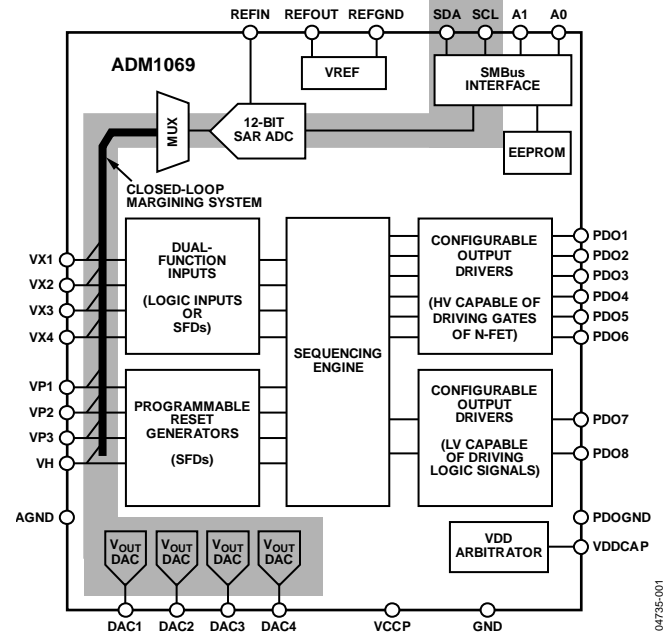 REFIN REFOUT REFGND SDA SCL A1 A0
ADM1069
VREF
SMBus
INTERFACE
MUX
12-BIT
SAR ADC
EEPROM
CLOSED-LOOP
MARGINING SYSTEM
VX1
VX2
VX3
VX4
DUAL-
FUNCTION
INPUTS
(LOGIC INPUTS
OR
SFDs)
VP1
VP2
VP3
VH
PROGRAMMABLE
RESET
GENERATORS
(SFDs)
SEQUENCING
ENGINE
CONFIGURABLE
OUTPUT
DRIVERS
(HV CAPABLE OF
DRIVING GATES
OF N-FET)
PDO1
PDO2
PDO3
PDO4
PDO5
PDO6
CONFIGURABLE
OUTPUT
DRIVERS
(LV CAPABLE
OF DRIVING
LOGIC SIGNALS)
PDO7
PDO8
AGND
PDOGND
VOUT
DAC
VOUT
DAC
VOUT
DAC
VOUT
DAC
VDD
ARBITRATOR
VDDCAP
DAC1 DAC2 DAC3 DAC4 VCCP GND
04735-001